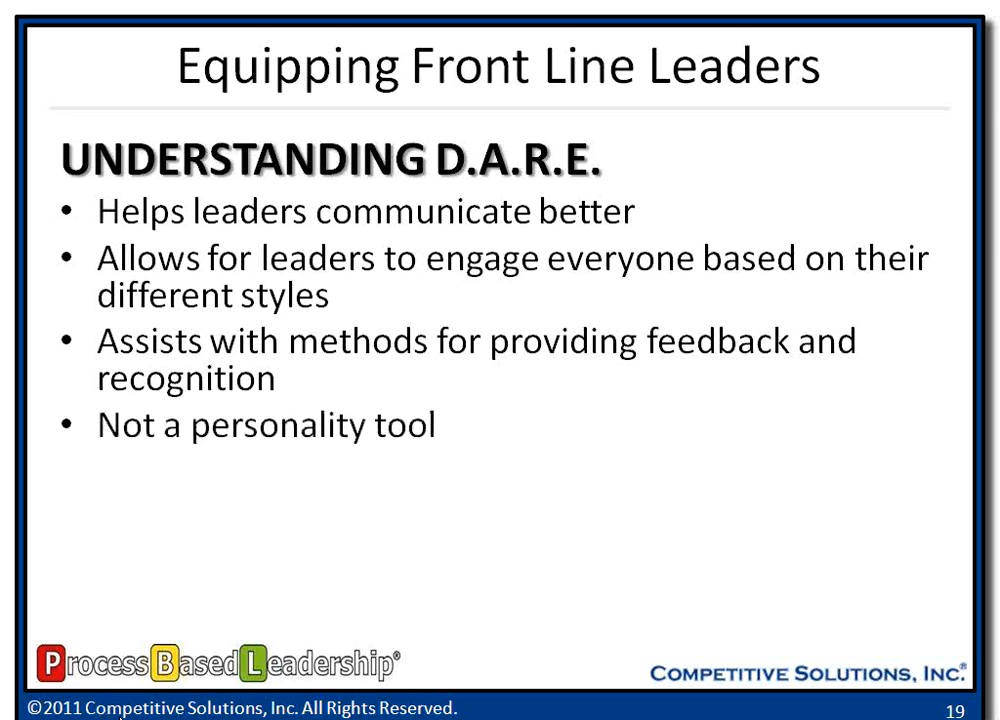 Equipping Front Line Leaders
UNDERSTANDING D.A.R.E.
• Helps leaders communicate better
• Allows for leaders to engage everyone based on their
different styles
• Assists with methods for providing feedback and
recognition
• Not a personality tool
ProcessBasedLeadership®
COMPETITIVE SOLUTIONS, INC.®
©2011 Competitive Solutions, Inc. All Rights Reserved.
19